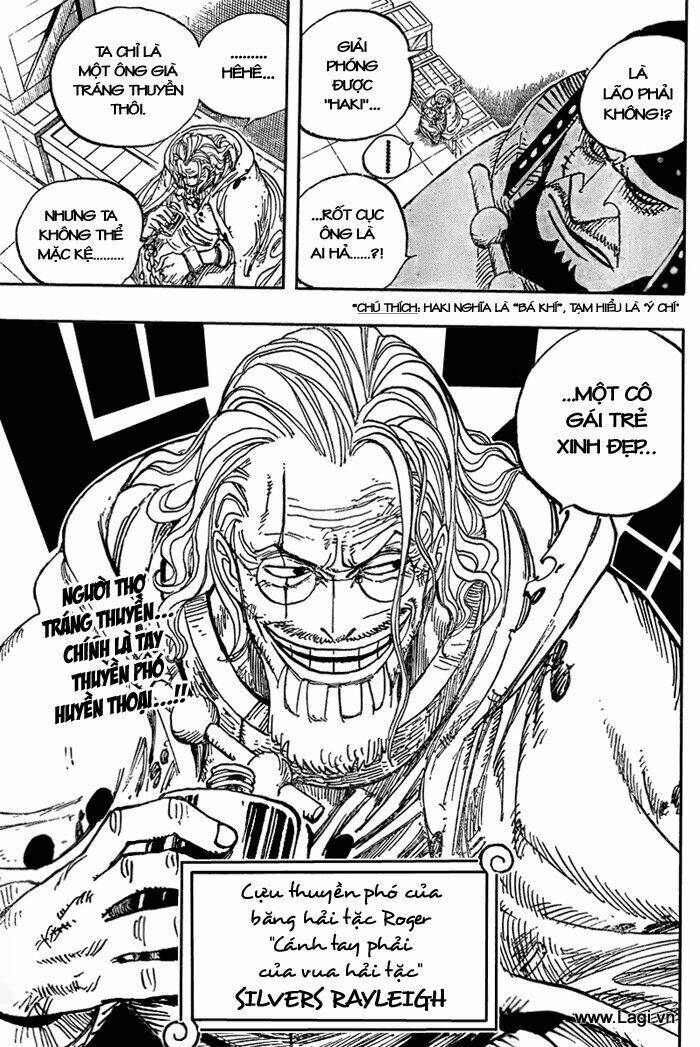 LÀ
LÃO PHẢI
KHÔNG!?
GIẢI
PHÓNG
ĐƯỢC
"HAKI"...
...RỐT CỤC
ÔNG LÀ
AI HẢ.....?!
.........
HÊHÊ...
TA CHỈ LÀ
MỘT ÔNG GIÀ
TRÁNG THUYỀN
THÔI.
NHƯNG TA
KHÔNG THỂ
MẶC KỆ.........
*CHÚ THÍCH: HAKI NGHĨA LÀ "BÁ KHÍ", TẠM HIỂU LÀ "Ý CHÍ"
...MỘT CÔ
GÁI TRẺ
XINH ĐẸP...
NGƯỜI THỢ
TRÁNG THUYỀN...
CHÍNH LÀ TAY
THUYỀN PHÓ
HUYỀN THOẠI....!!
Cựu thuyền phó của
băng hải tặc Roger
"Cánh tay phải
của vua hải tặc"
SILVERS RAYLEIGH
www.Lagi.vn